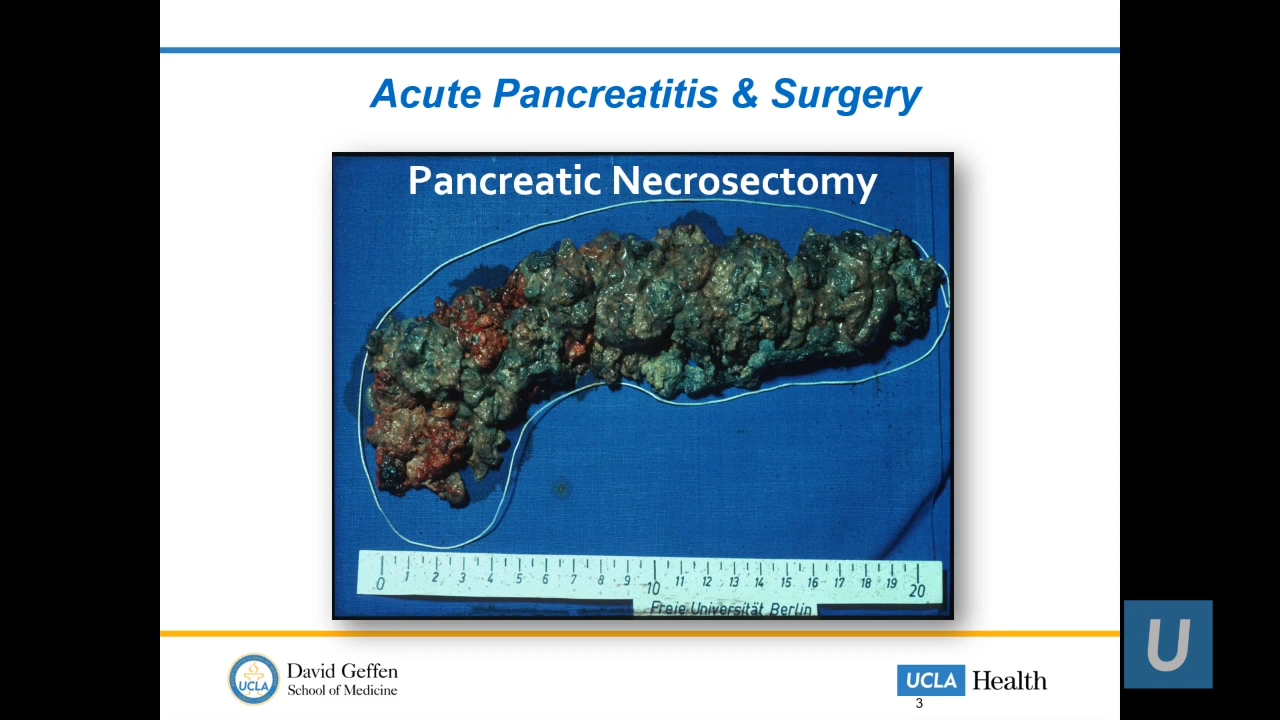 Acute Pancreatitis & Surgery
Pancreatic Necrosectomy
0 1 2 3 4 5 6 7 8 9 10 11 12 13 14 15 16 17 18 19 20
Freie Universität Berlin
UCLA
David Geffen
School of Medicine
UCLA Health
3
U